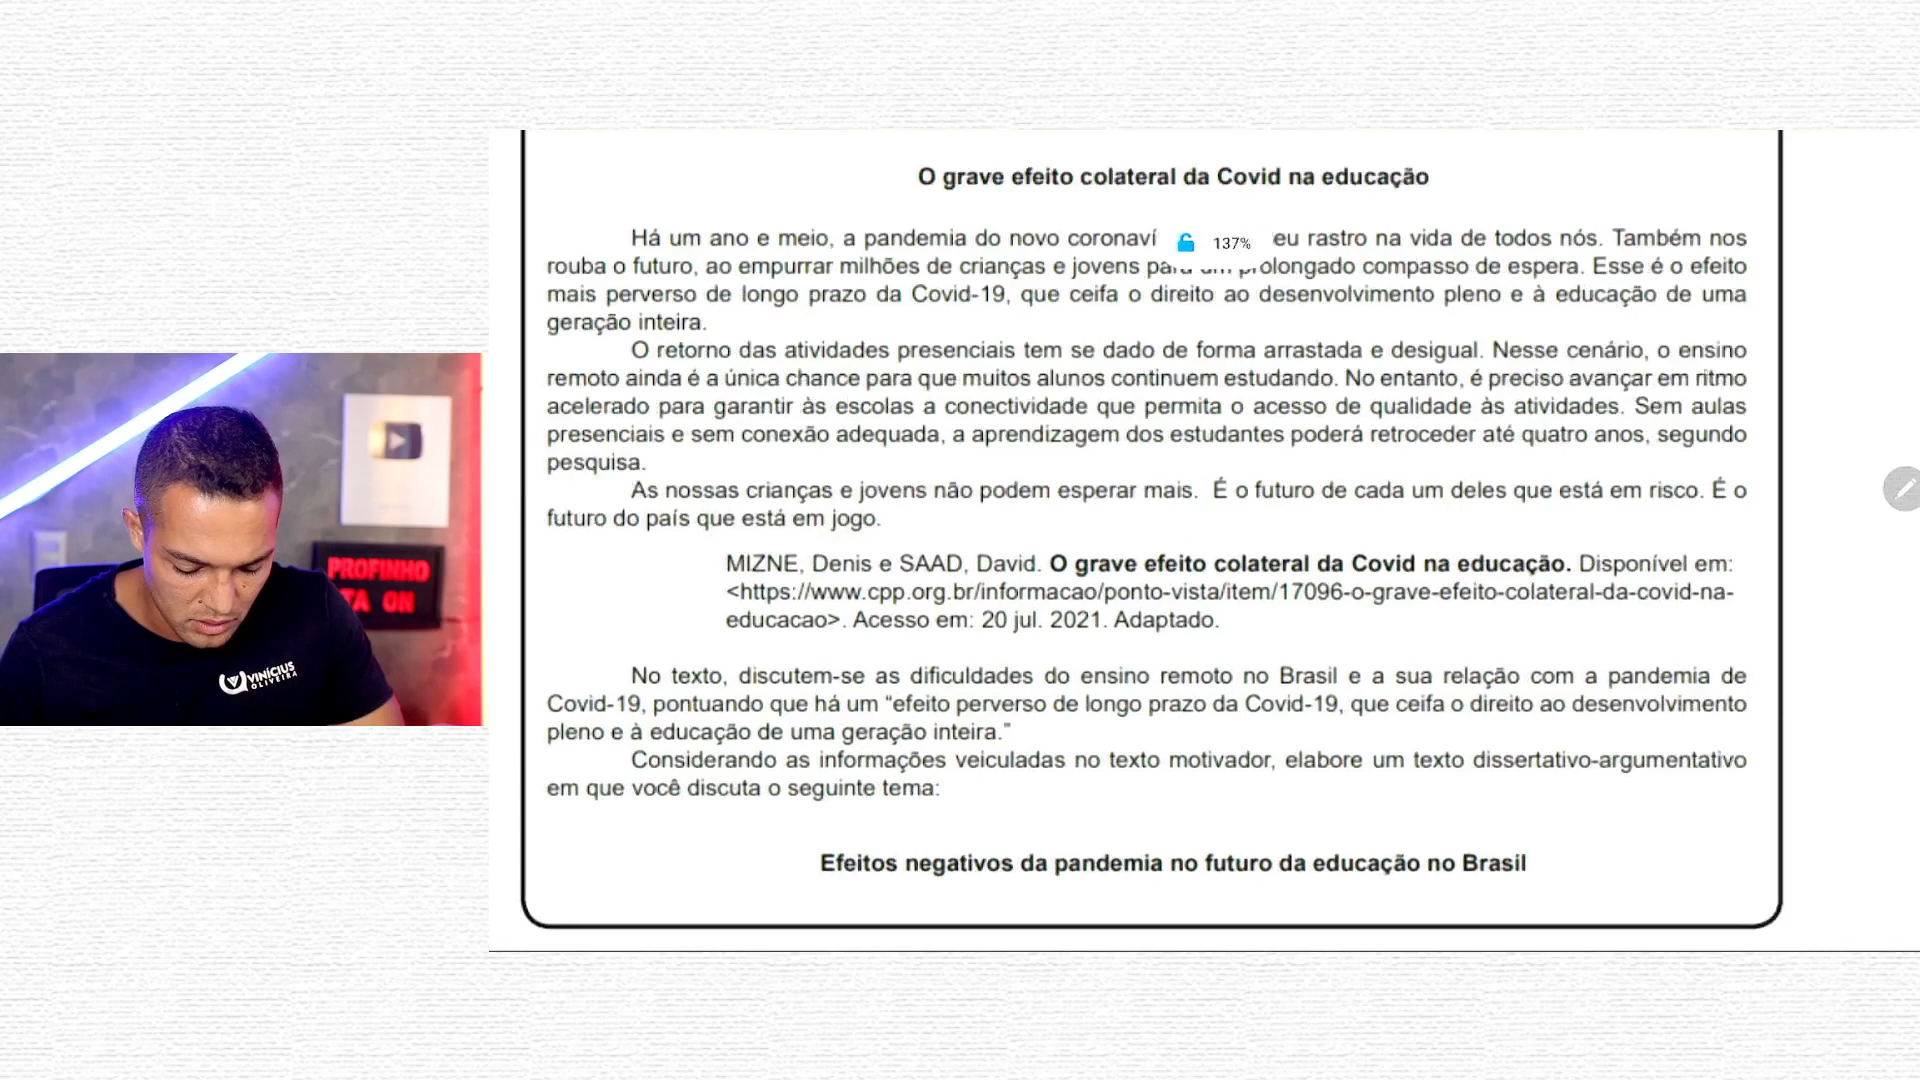 O grave efeito colateral da Covid na educação
Há um ano e meio, a pandemia do novo coronaví 137% eu rastro na vida de todos nós. Também nos
rouba o futuro, ao empurrar milhões de crianças e jovens para um prolongado compasso de espera. Esse é o efeito
mais perverso de longo prazo da Covid-19, que ceifa o direito ao desenvolvimento pleno e à educação de uma
geração inteira.
O retorno das atividades presenciais tem se dado de forma arrastada e desigual. Nesse cenário, o ensino
remoto ainda é a única chance para que muitos alunos continuem estudando. No entanto, é preciso avançar em ritmo
acelerado para garantir às escolas a conectividade que permita o acesso de qualidade às atividades. Sem aulas
presenciais e sem conexão adequada, a aprendizagem dos estudantes poderá retroceder até quatro anos, segundo
pesquisa.
As nossas crianças e jovens não podem esperar mais. É o futuro de cada um deles que está em risco. É o
futuro do país que está em jogo.
MIZNE, Denis e SAAD, David. O grave efeito colateral da Covid na educação. Disponível em:
<https://www.cpp.org.br/informacao/ponto-vista/item/17096-o-grave-efeito-colateral-da-covid-na-
educacao>. Acesso em: 20 jul. 2021. Adaptado.
No texto, discutem-se as dificuldades do ensino remoto no Brasil e a sua relação com a pandemia de
Covid-19, pontuando que há um “efeito perverso de longo prazo da Covid-19, que ceifa o direito ao desenvolvimento
pleno e à educação de uma geração inteira.”
Considerando as informações veiculadas no texto motivador, elabore um texto dissertativo-argumentativo
em que você discuta o seguinte tema:
Efeitos negativos da pandemia no futuro da educação no Brasil
PROFINHO
TA ON
VINÍCIUS
OLIVEIRA